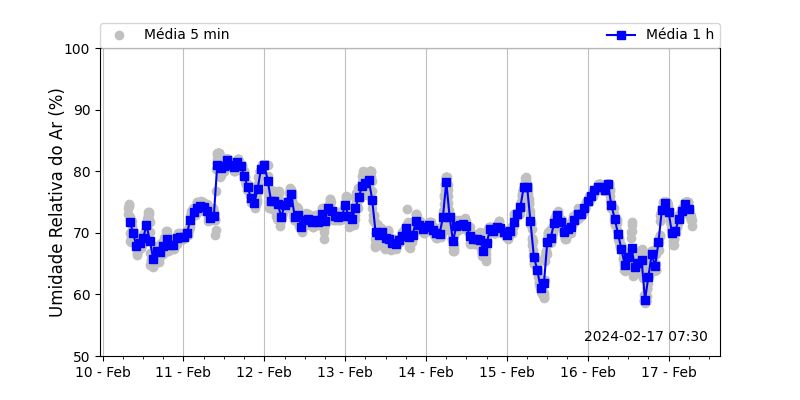 Média 5 min
Média 1 h
Umidade Relativa do Ar (%)
100
90
80
70
60
50
2024-02-17 07:30
10 - Feb
11 - Feb
12 - Feb
13 - Feb
14 - Feb
15 - Feb
16 - Feb
17 - Feb